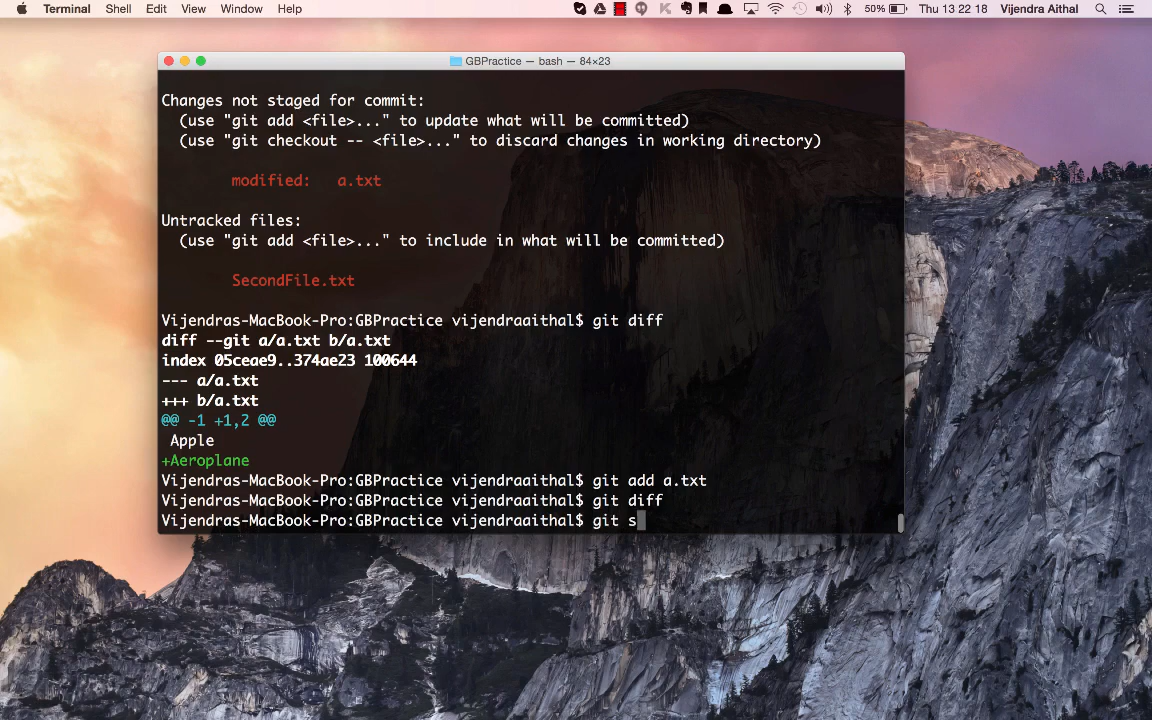 Terminal Shell Edit View Navigation Help 50% Thu 13 22 18 Vijendra Aithal
GBPractice — bash — 84×23
Changes not staged for commit:
(use "git add <file>..." to update what will be committed)
(use "git checkout -- <file>..." to discard changes in working directory)
modified: a.txt
Untracked files:
(use "git add <file>..." to include in what will be committed)
SecondFile.txt
Vijendras-MacBook-Pro:GBPractice vijendraaithal$ git diff
diff --git a/a.txt b/a.txt
index 05ceae9..374ae23 100644
--- a/a.txt
+++ b/a.txt
@@ -1 +1,2 @@
Apple
+Aeroplane
Vijendras-MacBook-Pro:GBPractice vijendraaithal$ git add a.txt
Vijendras-MacBook-Pro:GBPractice vijendraaithal$ git diff
Vijendras-MacBook-Pro:GBPractice vijendraaithal$ git s